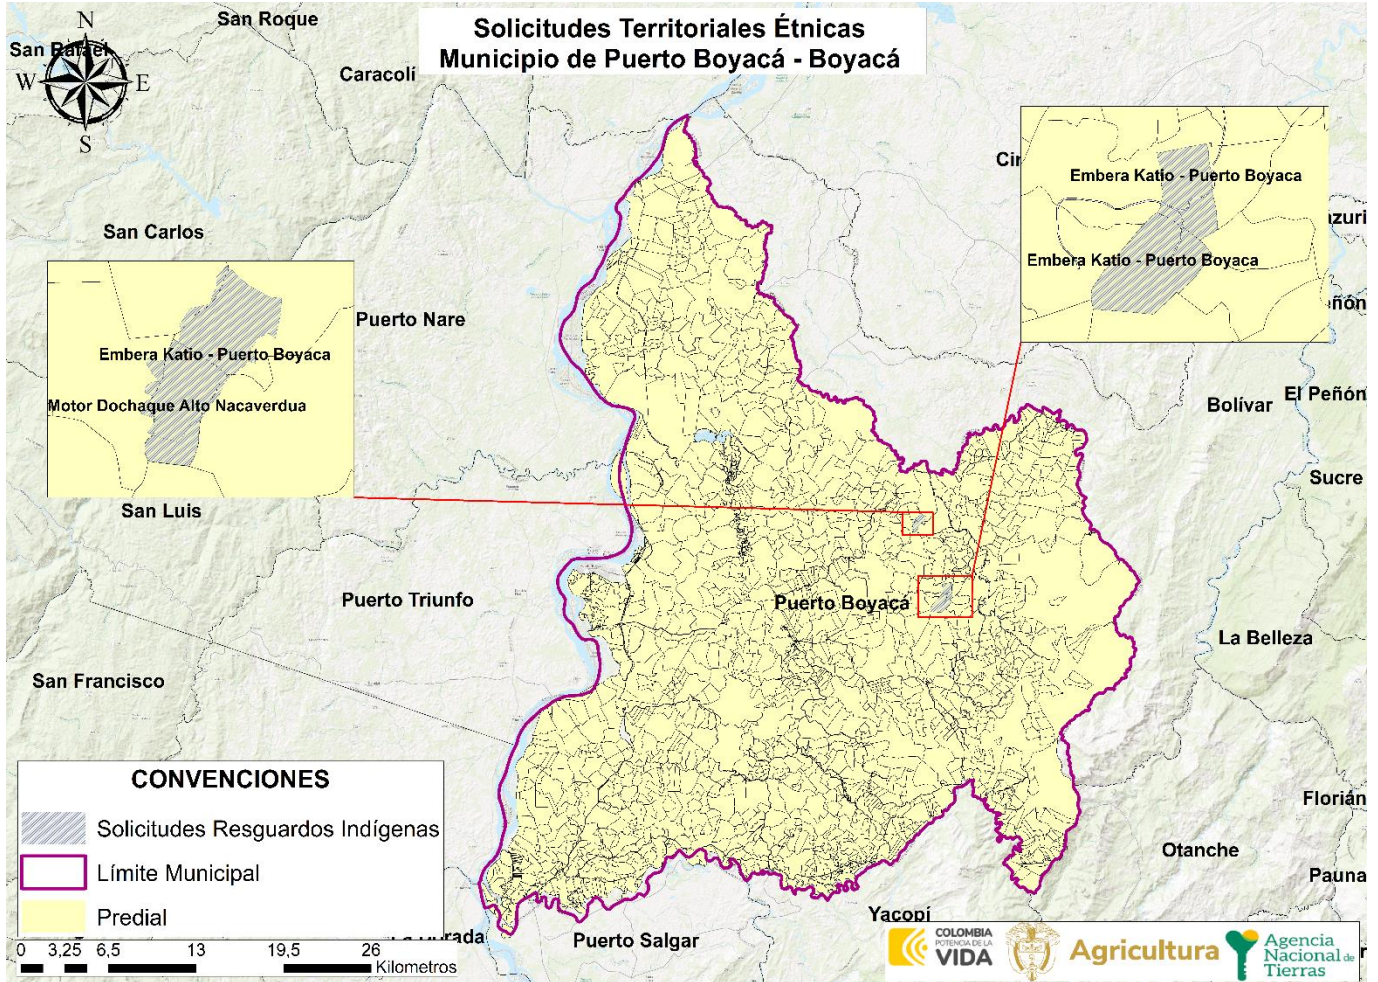 Solicitudes Territoriales Étnicas
Municipio de Puerto Boyacá - Boyacá
N
W
E
S
San Roque
San Rafael
Caracolí
San Carlos
Puerto Nare
San Luis
Puerto Triunfo
San Francisco
Embera Katio - Puerto Boyaca
Motor Dochaque Alto Nacaverdua
Embera Katio - Puerto Boyaca
Embera Katio - Puerto Boyaca
Bolívar
El Peñón
Sucre
Puerto Boyacá
La Belleza
Florián
Otanche
Pauna
Yacopí
Puerto Salgar
CONVENCIONES
Solicitudes Resguardos Indígenas
Límite Municipal
Predial
0 3,25 6,5 13 19,5 26
Kilometros
COLOMBIA
POTENCIA DE LA
VIDA
Agricultura
Agencia
Nacional de
Tierras